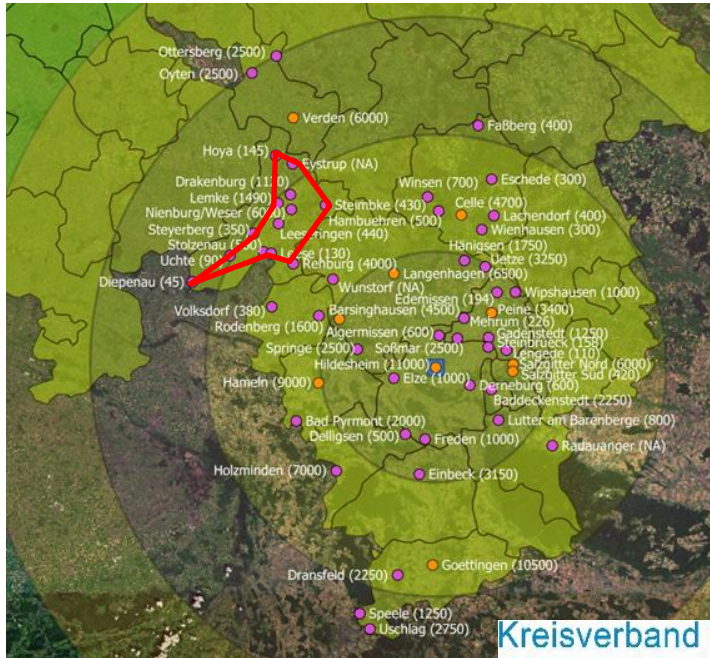 Ottersberg (2500)
Oyten (2500)
Verden (6000)
Faßberg (400)
Hoya (145)
Eystrup (NA)
Drakenburg (1120)
Eschede (300)
Winsen (700)
Lemke (1490)
Steimbke (430)
Celle (4700)
Nienburg/Weser (6000)
Hambuehren (500)
Lachendorf (400)
Steyerberg (350)
Leeseringen (440)
Wienhausen (300)
Stolzenau (500)
Hänigsen (1750)
Uchte (90)
Leese (130)
Uetze (3250)
Rehburg (4000)
Langenhagen (6500)
Diepenau (45)
Wunstorf (NA)
Edemissen (194)
Wipshausen (1000)
Volksdorf (380)
Barsinghausen (4500)
Peine (3400)
Rodenberg (1600)
Mehrum (226)
Algermissen (600)
Gadenstedt (1250)
Springe (2500)
Soßmar (2500)
Steinbrueck (158)
Lengede (110)
Hildesheim (11000)
Salzgitter Nord (6000)
Hameln (9000)
Elze (1000)
Salzgitter Süd (420)
Derneburg (600)
Baddeckenstedt (2250)
Bad Pyrmont (2000)
Lutter am Barenberge (800)
Delligsen (500)
Freden (1000)
Radauanger (NA)
Holzminden (7000)
Einbeck (3150)
Goettingen (10500)
Dransfeld (2250)
Speele (1250)
Uschlag (2750)
Kreisverband